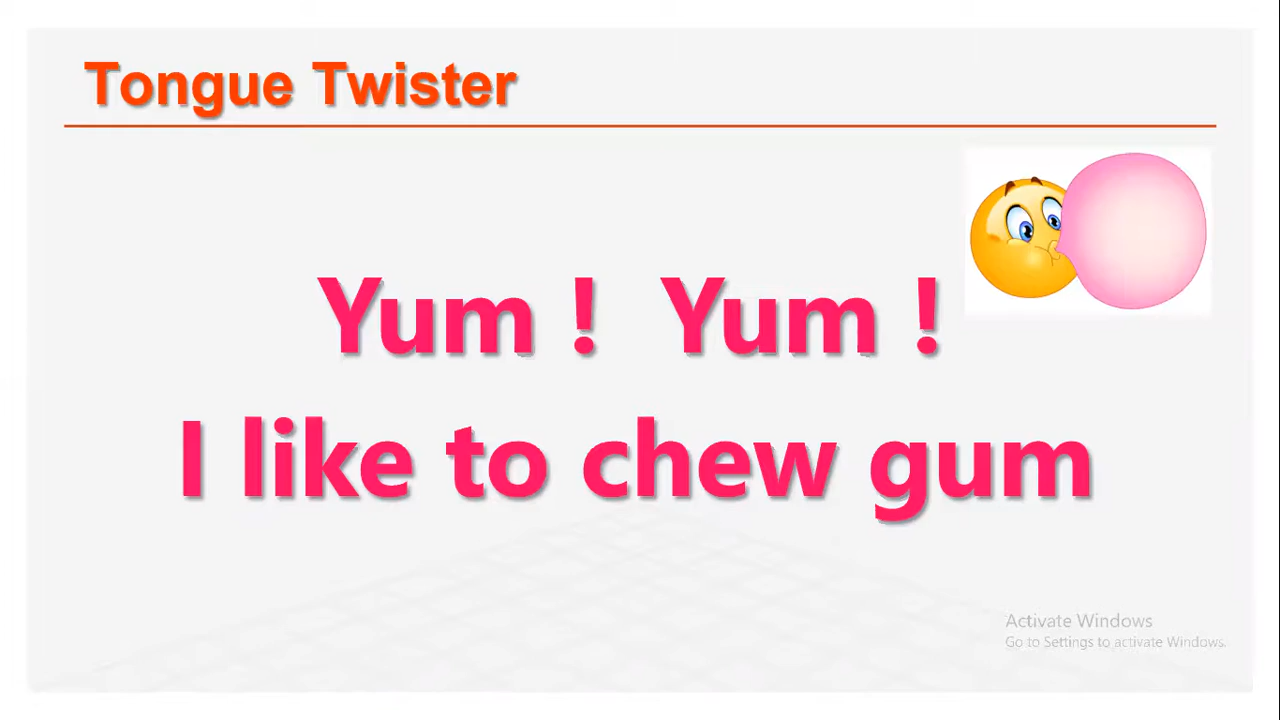 Tongue Twister
Yum ! Yum !
I like to chew gum
Activate Windows
Go to Settings to activate Windows.